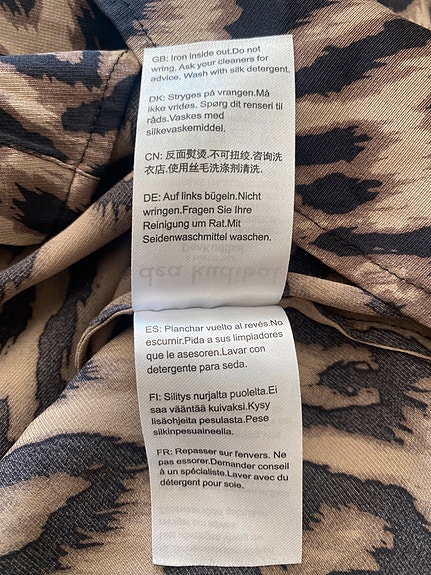 GB: Iron inside out.Do not
wring. Ask your cleaners for
advice. Wash with silk detergent.
DK: Stryges på vrangen.Må
ikke vrides. Spørg dit renseri til
råds.Vaskes med
silkevaskemiddel.
CN: 反面熨烫.不可扭绞.咨询洗
衣店.使用丝毛洗涤剂清洗.
DE: Auf links bügeln.Nicht
wringen.Fragen Sie Ihre
Reinigung um Rat.Mit
Seidenwaschmittel waschen.
dea kudibal
ES: Planchar vuelto al revés.No
escurrir.Pida a sus limpiadores
que le asesoren.Lavar con
detergente para seda.
FI: Silitys nurjalta puolelta.Ei
saa vääntää kuivaksi.Kysy
lisäohjeita pesulasta.Pese
silkinpesuaineella.
FR: Repasser sur l'envers. Ne
pas essorer.Demander conseil
à un spécialiste.Laver avec du
détergent pour soie.